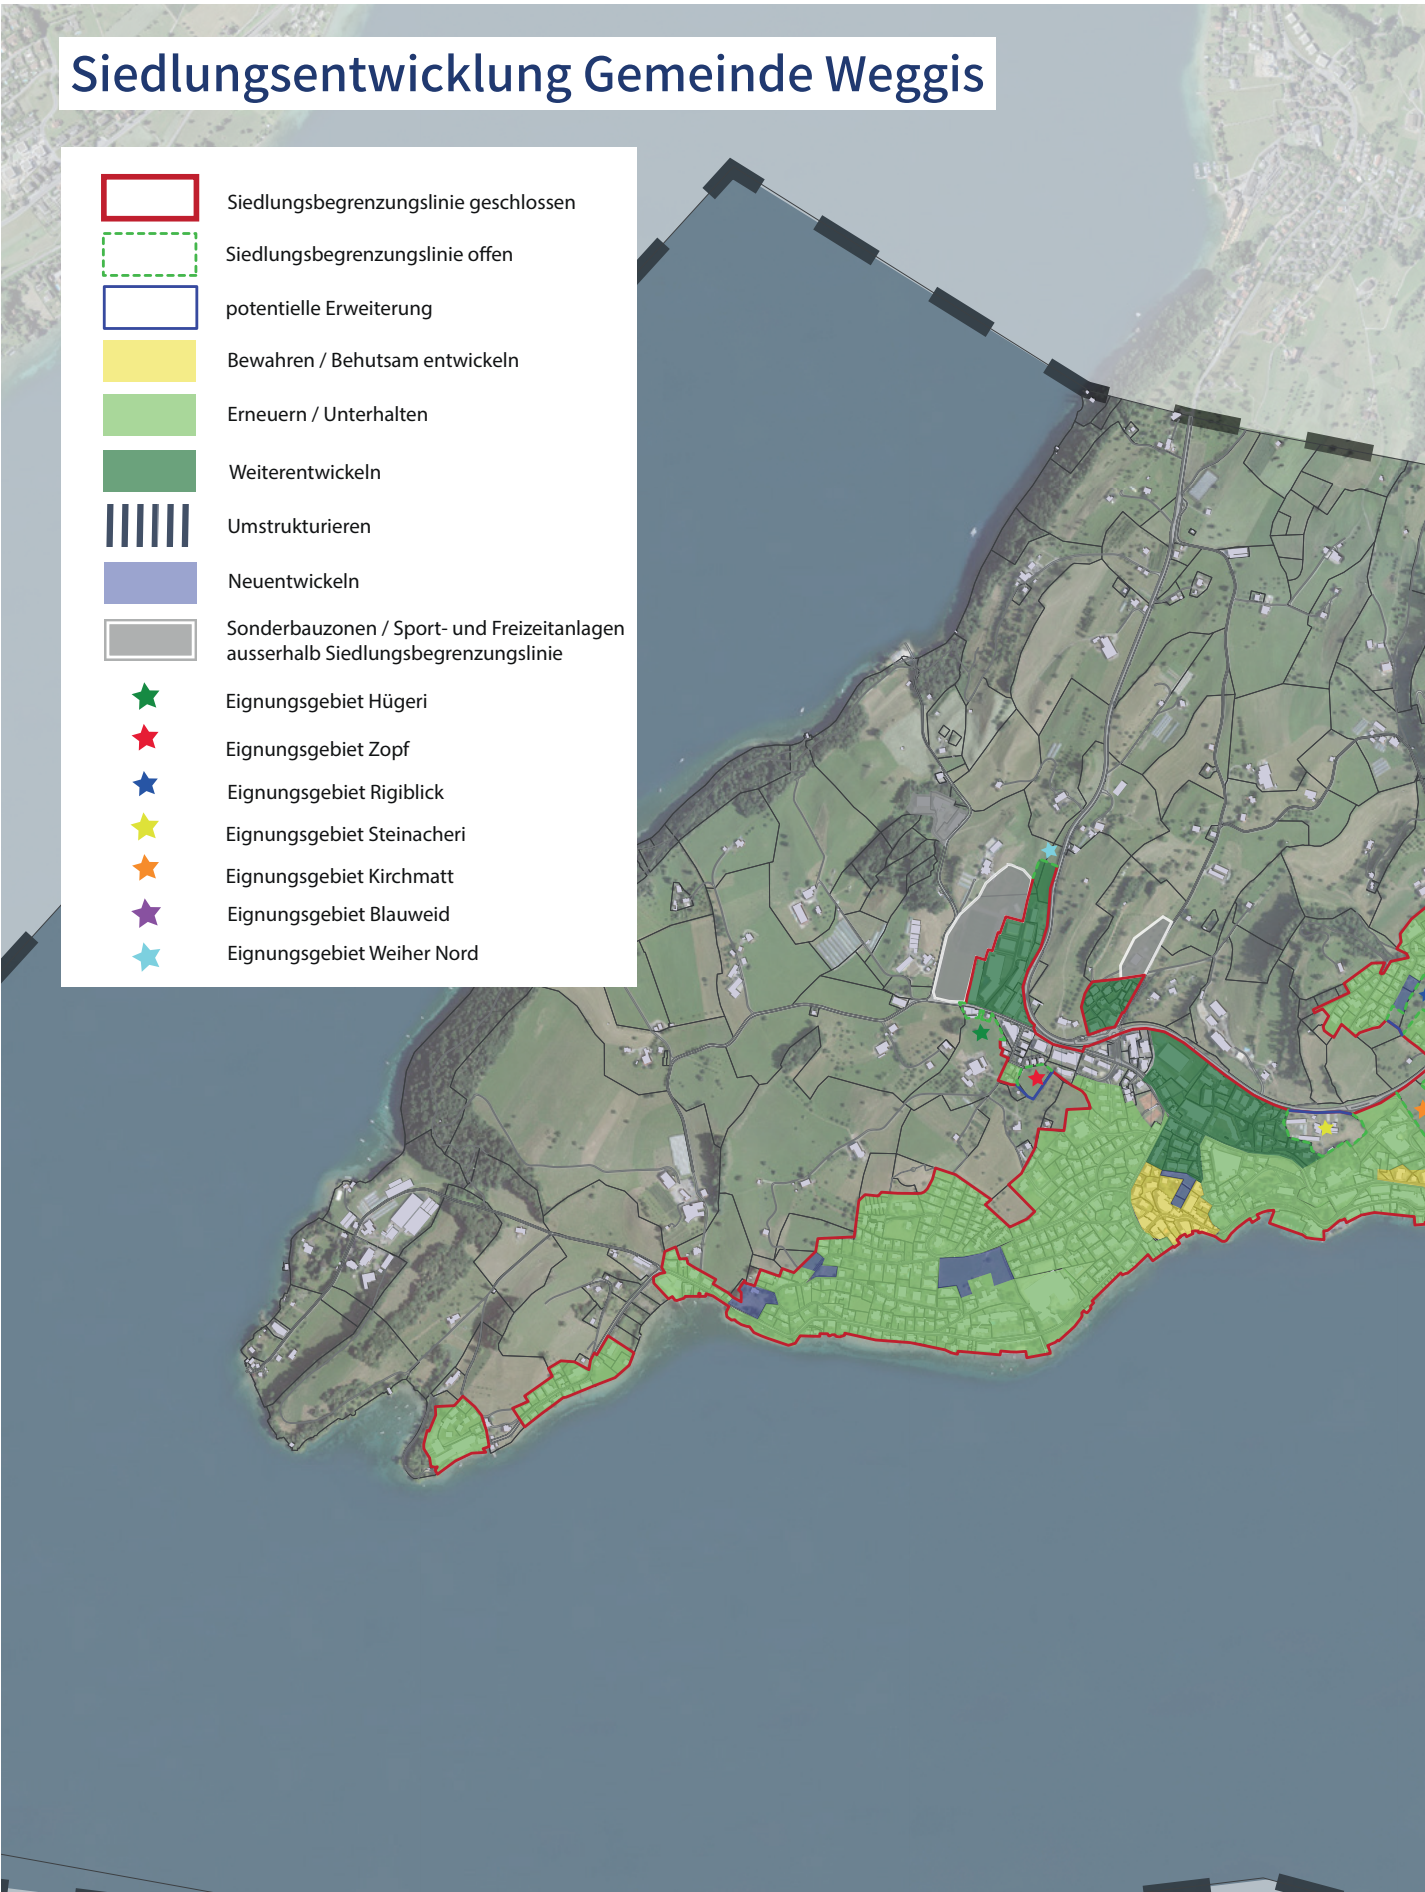 Siedlungsentwicklung Gemeinde Weggis
Siedlungsbegrenzungslinie geschlossen
Siedlungsbegrenzungslinie offen
potentielle Erweiterung
Bewahren / Behutsam entwickeln
Erneuern / Unterhalten
Weiterentwickeln
Umstrukturieren
Neuentwickeln
Sonderbauzonen / Sport- und Freizeitanlagen
ausserhalb Siedlungsbegrenzungslinie
Eignungsgebiet Hügeri
Eignungsgebiet Zopf
Eignungsgebiet Rigiblick
Eignungsgebiet Steinacheri
Eignungsgebiet Kirchmatt
Eignungsgebiet Blauweid
Eignungsgebiet Weiher Nord